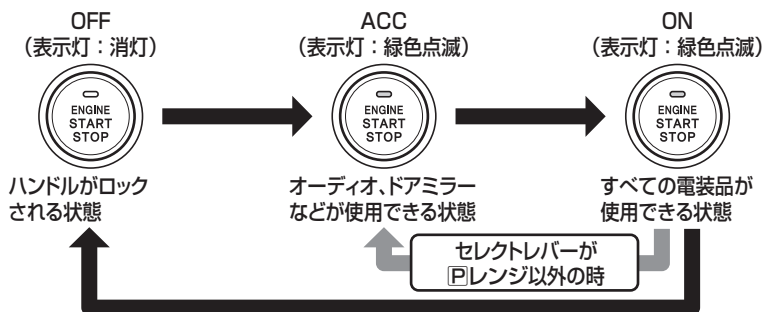 OFF
（表示灯：消灯）
ENGINE
START
STOP
ハンドルがロック
される状態
ACC
（表示灯：緑色点滅）
ENGINE
START
STOP
オーディオ、ドアミラー
などが使用できる状態
ON
（表示灯：緑色点滅）
ENGINE
START
STOP
すべての電装品が
使用できる状態
セレクトレバーが
Pレンジ以外の時